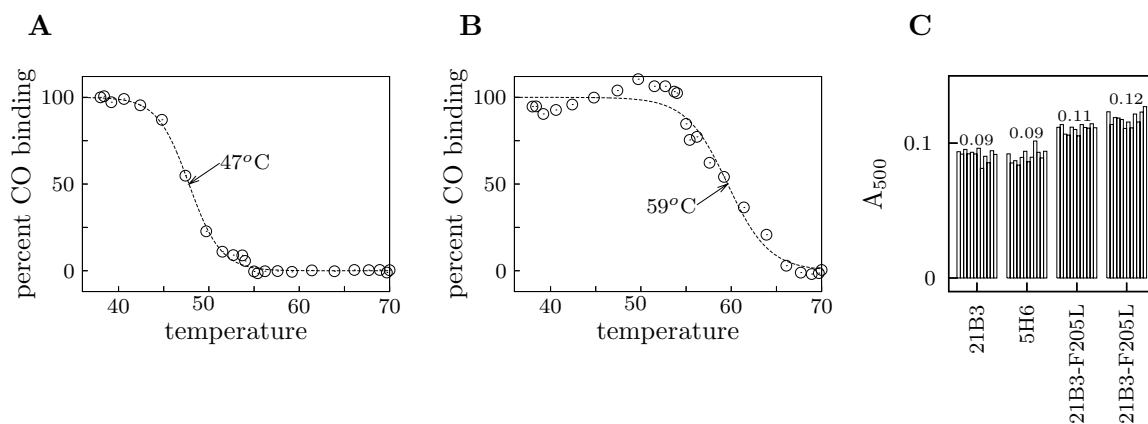 A
percent CO binding
100
50
0
47°C
40
50
60
70
temperature
B
percent CO binding
100
50
0
59°C
40
50
60
70
temperature
C
A500
0.1
0
0.09
0.09
0.11
0.12
21B3
5H6
21B3-F205L
21B3-F205L